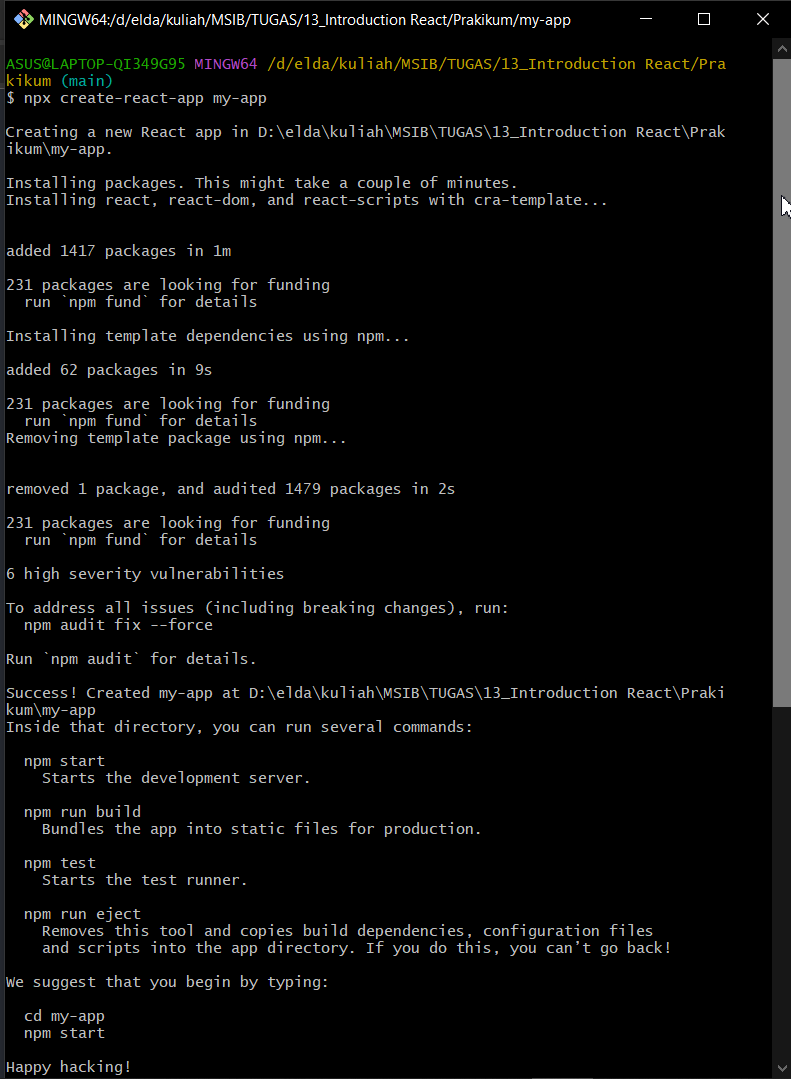 MINGW64:/d/elda/kuliah/MSIB/TUGAS/13_Introduction React/Prakikum/my-app
ASUS@LAPTOP-QI349G95 MINGW64 /d/elda/kuliah/MSIB/TUGAS/13_Introduction React/Pra
kikum (main)
$ npx create-react-app my-app
Creating a new React app in D:\elda\kuliah\MSIB\TUGAS\13_Introduction React\Prak
ikum\my-app.
Installing packages. This might take a couple of minutes.
Installing react, react-dom, and react-scripts with cra-template...
added 1417 packages in 1m
231 packages are looking for funding
  run `npm fund` for details
Installing template dependencies using npm...
added 62 packages in 9s
231 packages are looking for funding
  run `npm fund` for details
Removing template package using npm...
removed 1 package, and audited 1479 packages in 2s
231 packages are looking for funding
  run `npm fund` for details
6 high severity vulnerabilities
To address all issues (including breaking changes), run:
  npm audit fix --force
Run `npm audit` for details.
Success! Created my-app at D:\elda\kuliah\MSIB\TUGAS\13_Introduction React\Praki
kum\my-app
Inside that directory, you can run several commands:
  npm start
    Starts the development server.
  npm run build
    Bundles the app into static files for production.
  npm test
    Starts the test runner.
  npm run eject
    Removes this tool and copies build dependencies, configuration files
    and scripts into the app directory. If you do this, you can’t go back!
We suggest that you begin by typing:
  cd my-app
  npm start
Happy hacking!